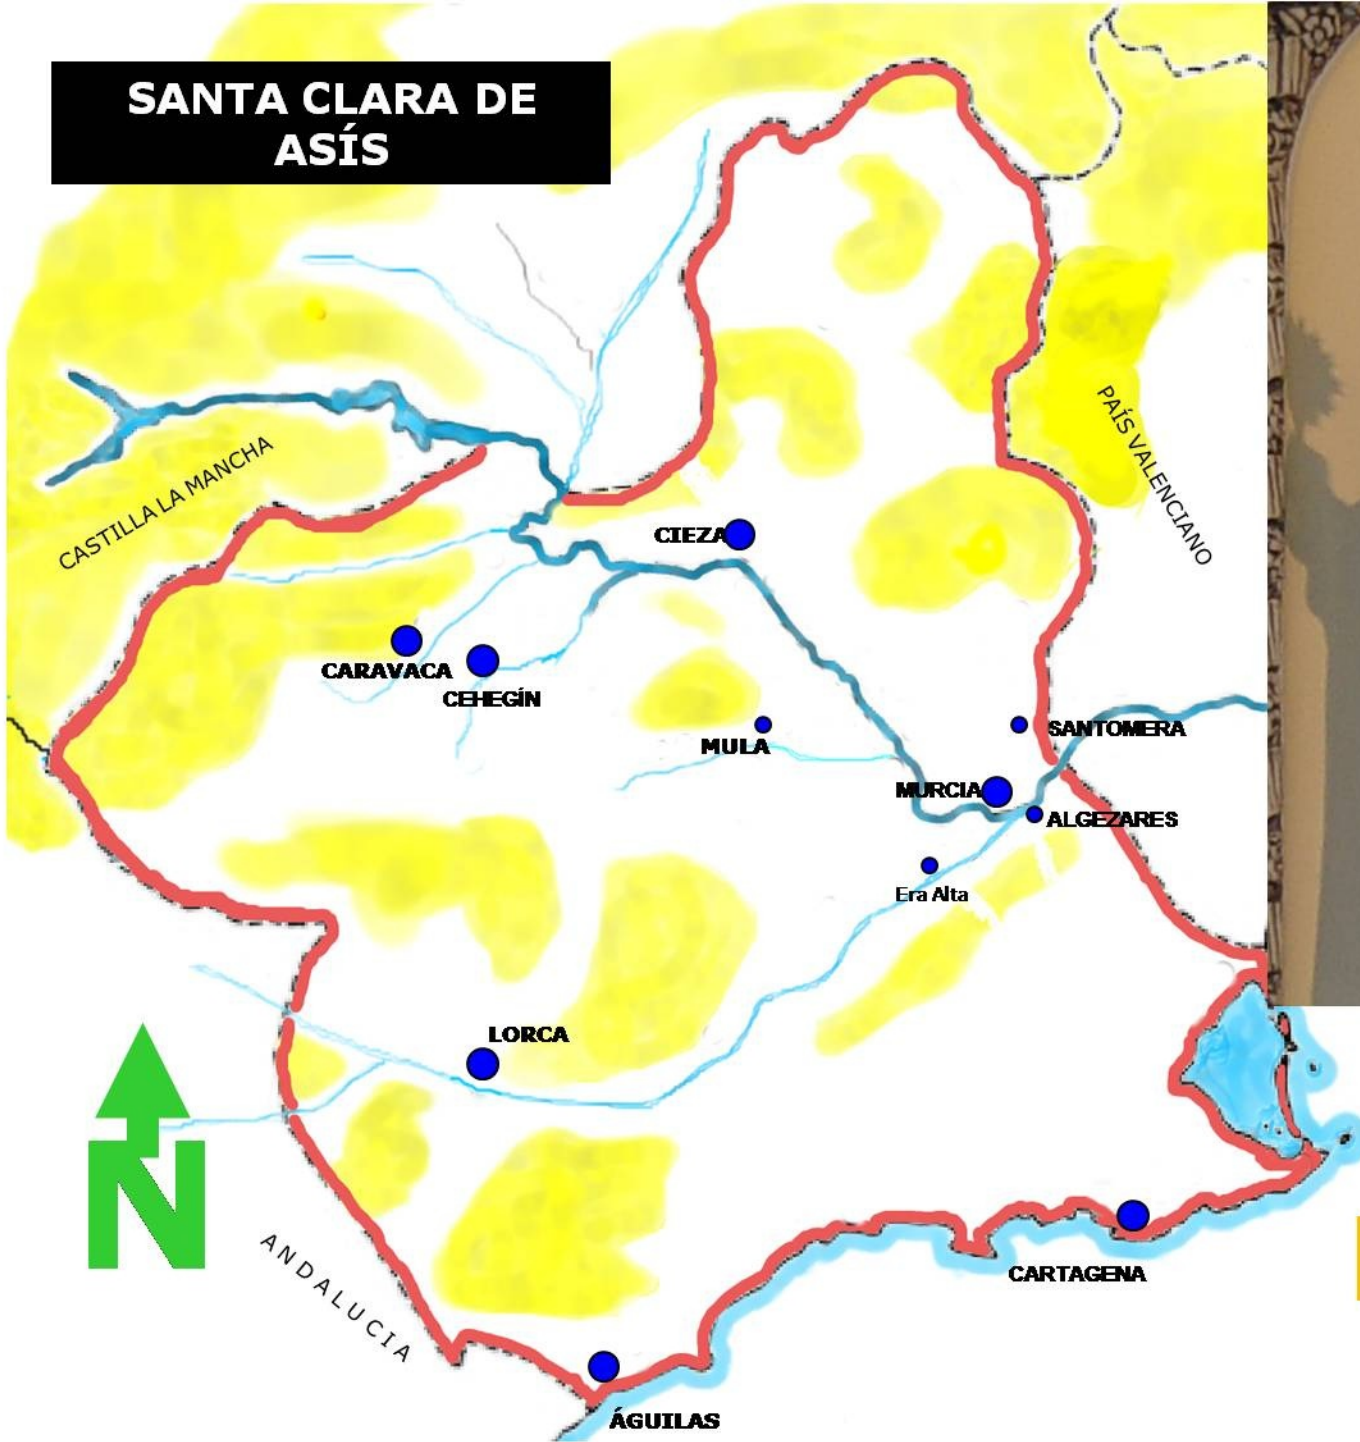 SANTA CLARA DE
ASÍS
CASTILLA LA MANCHA
PAÍS VALENCIANO
CIEZA
CARAVACA
CEHEGÍN
MULA
SANTOMERA
MURCIA
ALGEZARES
Era Alta
LORCA
N
ANDALUCIA
CARTAGENA
ÁGUILAS